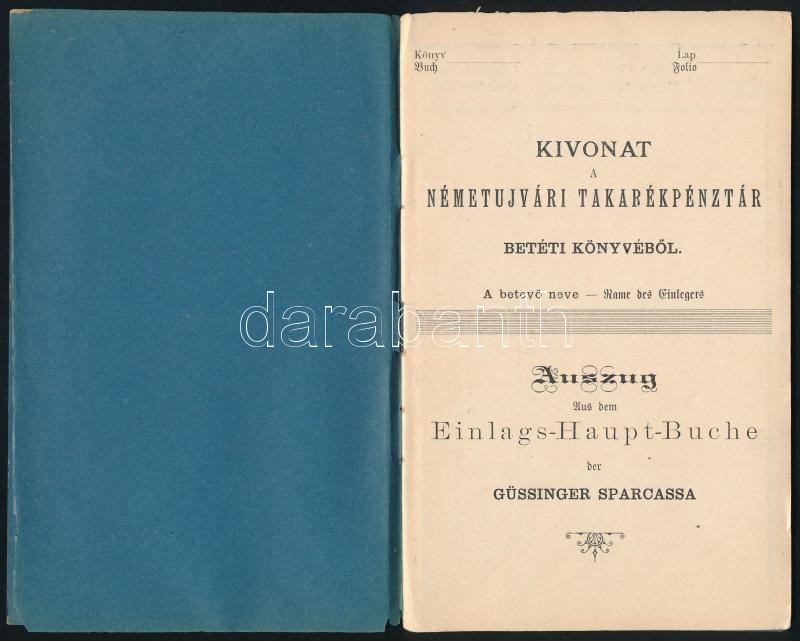 Könyv
Buch
Lap
Folio
KIVONAT
A
NÉMETUJVÁRI TAKARÉKPÉNZTÁR
BETÉTI KÖNYVÉBŐL.
A betevő neve — Name des Einlegers
darabanth
Auszug
Aus dem
Einlags-Haupt-Buche
der
GÜSSINGER SPARCASSA